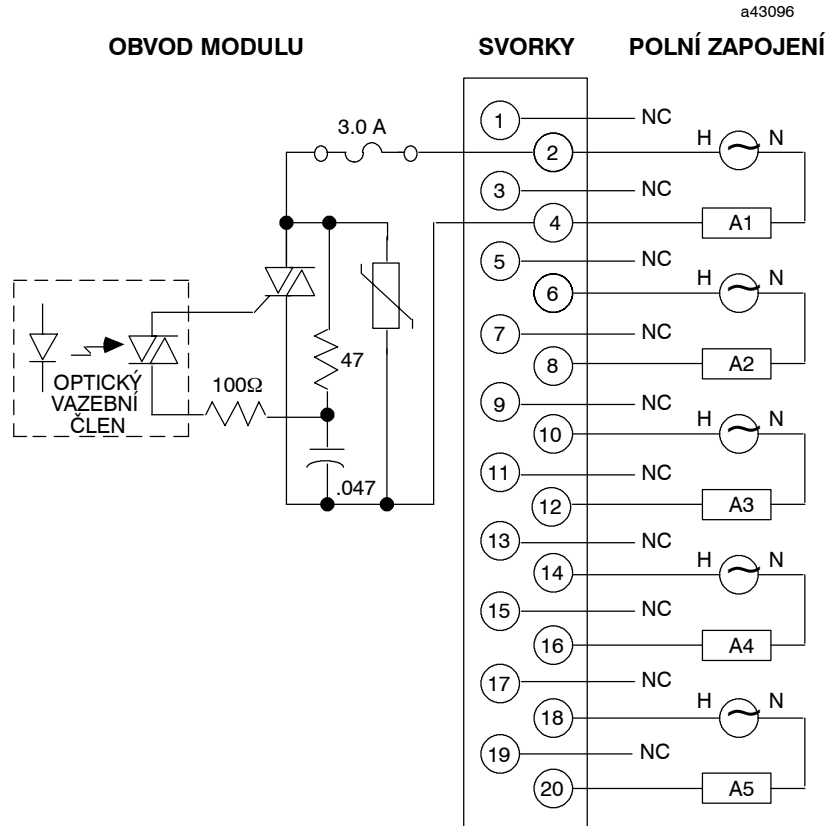 a43096
OBVOD MODULU
SVORKY
POLNÍ ZAPOJENÍ
3.0 A
1
NC
2
H
N
3
NC
4
A1
5
NC
6
H
N
7
NC
8
A2
9
NC
10
H
N
11
NC
12
A3
13
NC
14
H
N
15
NC
16
A4
17
NC
18
H
N
19
NC
20
A5
OPTICKÝ
VAZEBNÍ
ČLEN
100Ω
47
.047